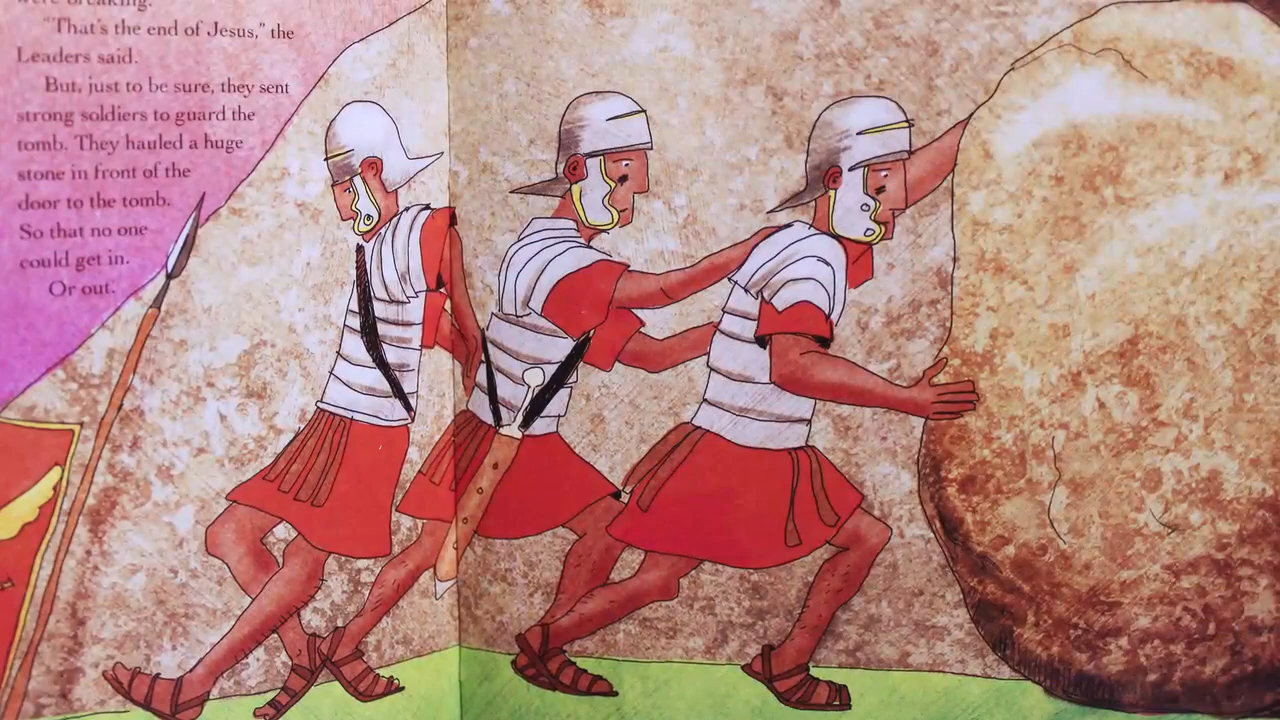 were breaking.
"That's the end of Jesus," the
Leaders said.
But, just to be sure, they sent
strong soldiers to guard the
tomb. They hauled a huge
stone in front of the
door to the tomb.
So that no one
could get in.
Or out.